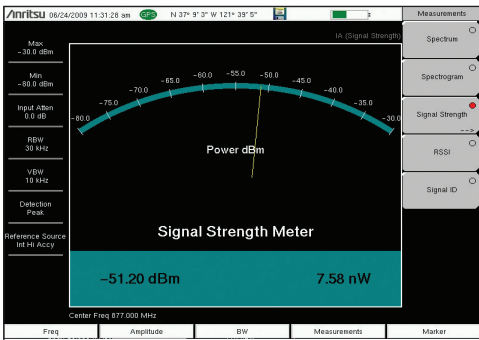 Anritsu 06/24/2009 11:31:28 am GPS N 37° 9' 3" W 121° 39' 5"
Measurements
IA (Signal Strength)
Max
-30.0 dBm
Min
-80.0 dBm
Input Atten
0.0 dB
RBW
30 kHz
VBW
10 kHz
Detection
Peak
Reference Source
Int Hi Accy
-80.0 -75.0 -70.0 -65.0 -60.0 -55.0 -50.0 -45.0 -40.0 -35.0 -30.0
Power dBm
Signal Strength Meter
-51.20 dBm 7.58 nW
Center Freq 877.000 MHz
Spectrum
Spectrogram
Signal Strength
-->
RSSI
Signal ID
Freq Amplitude BW Measurements Marker